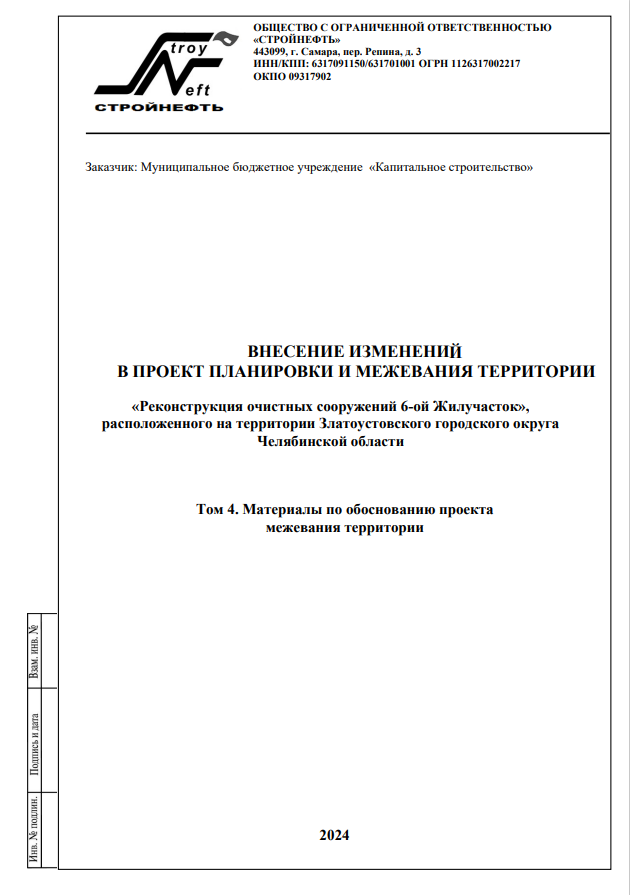 troy
eft
СТРОЙНЕФТЬ
ОБЩЕСТВО С ОГРАНИЧЕННОЙ ОТВЕТСТВЕННОСТЬЮ
«СТРОЙНЕФТЬ»
443099, г. Самара, пер. Репина, д. 3
ИНН/КПП: 6317091150/631701001 ОГРН 1126317002217
ОКПО 09317902
Заказчик: Муниципальное бюджетное учреждение «Капитальное строительство»
ВНЕСЕНИЕ ИЗМЕНЕНИЙ
В ПРОЕКТ ПЛАНИРОВКИ И МЕЖЕВАНИЯ ТЕРРИТОРИИ
«Реконструкция очистных сооружений 6-ой Жилучасток»,
расположенного на территории Златоустовского городского округа
Челябинской области
Том 4. Материалы по обоснованию проекта
межевания территории
Взам. инв. №
Подпись и дата
Инв. № подлин.
2024